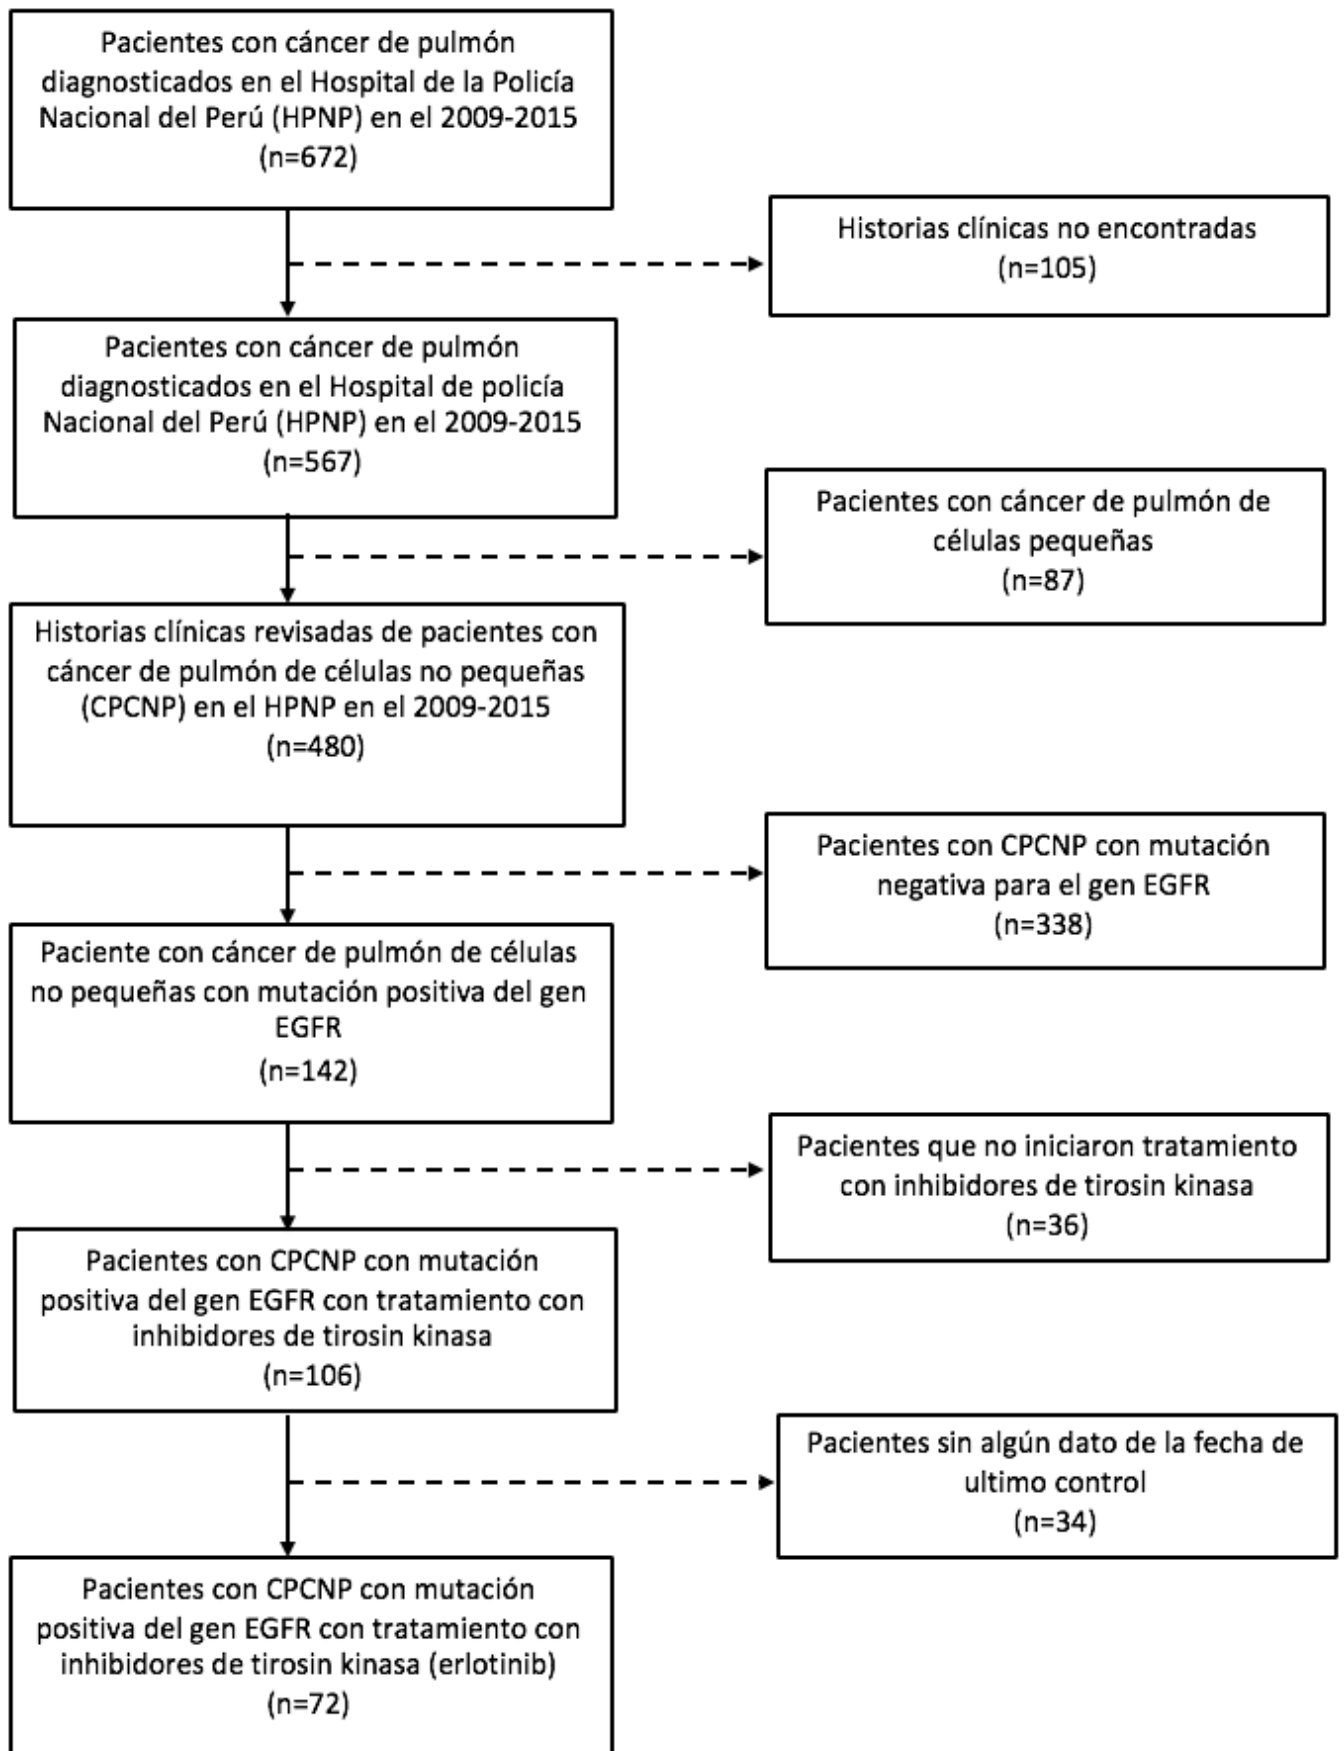 Pacientes con cáncer de pulmón
diagnosticados en el Hospital de la Policía
Nacional del Perú (HPNP) en el 2009-2015
(n=672)
Historias clínicas no encontradas
(n=105)
Pacientes con cáncer de pulmón
diagnosticados en el Hospital de policía
Nacional del Perú (HPNP) en el 2009-2015
(n=567)
Pacientes con cáncer de pulmón de
células pequeñas
(n=87)
Historias clínicas revisadas de pacientes con
cáncer de pulmón de células no pequeñas
(CPCNP) en el HPNP en el 2009-2015
(n=480)
Pacientes con CPCNP con mutación
negativa para el gen EGFR
(n=338)
Paciente con cáncer de pulmón de células
no pequeñas con mutación positiva del gen
EGFR
(n=142)
Pacientes que no iniciaron tratamiento
con inhibidores de tirosin kinasa
(n=36)
Pacientes con CPCNP con mutación
positiva del gen EGFR con tratamiento con
inhibidores de tirosin kinasa
(n=106)
Pacientes sin algún dato de la fecha de
ultimo control
(n=34)
Pacientes con CPCNP con mutación
positiva del gen EGFR con tratamiento con
inhibidores de tirosin kinasa (erlotinib)
(n=72)